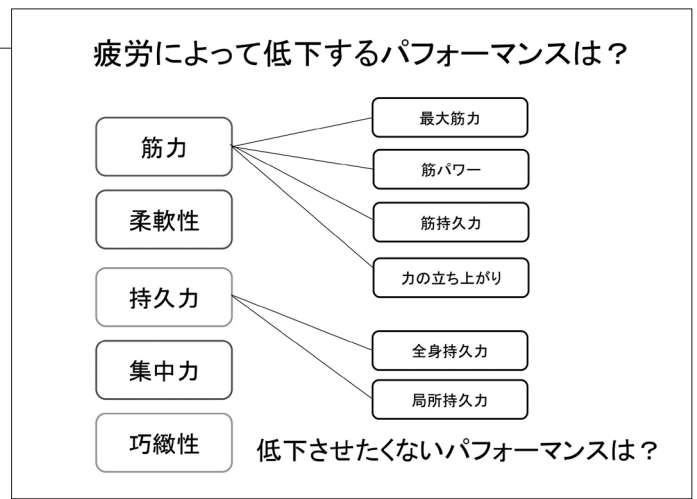 疲労によって低下するパフォーマンスは？
筋力
最大筋力
筋パワー
筋持久力
力の立ち上がり
柔軟性
持久力
全身持久力
局所持久力
集中力
巧緻性
低下させたくないパフォーマンスは？